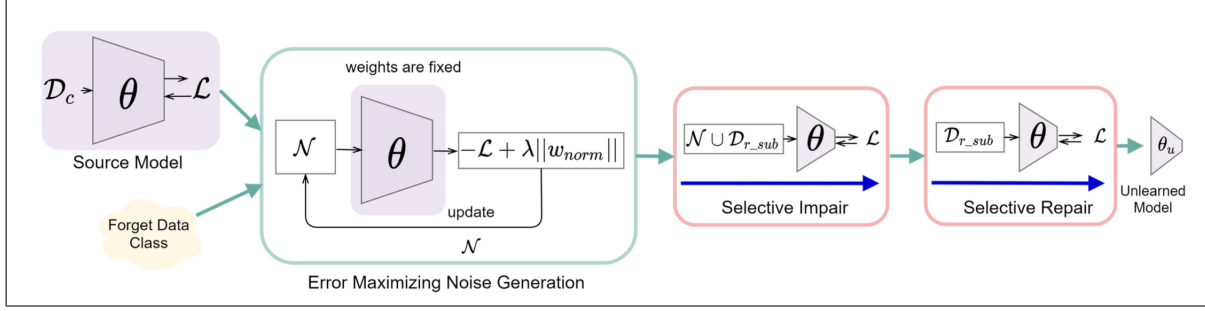 𝒟_c
θ
ℒ
Source Model
Forget Data
Class
weights are fixed
𝒩
θ
-ℒ + λ||w_norm||
update
𝒩
Error Maximizing Noise Generation
𝒩 ∪ 𝒟_r_sub
θ
ℒ
Selective Impair
𝒟_r_sub
θ
ℒ
Selective Repair
θ_u
Unlearned
Model